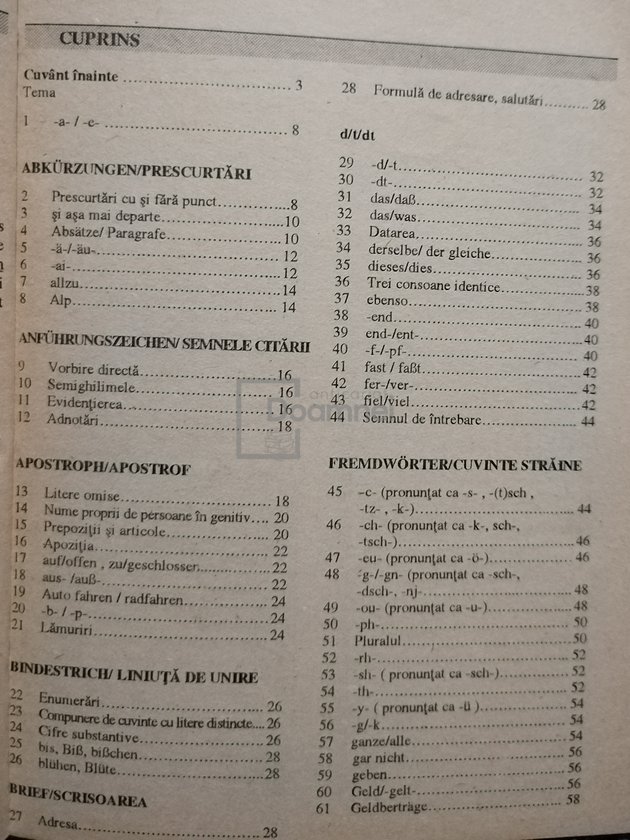 CUPRINS
Cuvânt înainte ........ 3
Tema
1 -a- / -e- ........ 8
ABKÜRZUNGEN/PRESCURTĂRI
2 Prescurtări cu şi fără punct ........ 8
3 şi aşa mai departe ........ 10
4 Absätze/ Paragrafe ........ 10
5 -ä-/-äu- ........ 12
6 -ai- ........ 12
7 allzu ........ 14
8 Alp ........ 14
ANFÜHRUNGSZEICHEN/ SEMNELE CITĂRII
9 Vorbire directă ........ 16
10 Semighilimele ........ 16
11 Evidenţierea ........ 16
12 Adnotări ........ 18
APOSTROPH/APOSTROF
13 Litere omise ........ 18
14 Nume proprii de persoane în genitiv .... 20
15 Prepoziţii şi articole ........ 20
16 Apoziţia ........ 22
17 auf/offen , zu/geschlossen ........ 22
18 aus- /auß- ........ 22
19 Auto fahren / radfahren ........ 24
20 -b- / -p- ........ 24
21 Lămuriri ........ 24
BINDESTRICH/ LINIUŢĂ DE UNIRE
22 Enumerări ........ 26
23 Compunere de cuvinte cu litere distincte .... 26
24 Cifre substantive ........ 26
25 bis, Biß, bißchen ........ 28
26 blühen, Blüte ........ 28
BRIEF/SCRISOAREA
27 Adresa ........ 28
28 Formulă de adresare, salutări ........ 28
d/t/dt
29 -d/-t ........ 32
30 -dt- ........ 32
31 das/daß ........ 34
32 das/was ........ 34
33 Datarea ........ 36
34 derselbe/ der gleiche ........ 36
35 dieses/dies ........ 36
36 Trei consoane identice ........ 38
37 ebenso ........ 38
38 -end ........ 40
39 end-/ent- ........ 40
40 -f-/-pf- ........ 40
41 fast / faßt ........ 42
42 fer-/ver- ........ 42
43 fiel/viel ........ 42
44 Semnul de întrebare ........ 44
FREMDWÖRTER/CUVINTE STRĂINE
45 -c- (pronunţat ca -s- , -(t)sch ,
-tz- , -k-) ........ 44
46 -ch- (pronunţat ca -k-, sch-,
-tsch-) ........ 46
47 -eu- (pronunţat ca -ö-) ........ 46
48 -g-/-gn- (pronunţat ca -sch-,
-dsch-, -nj- ........ 48
49 -ou- (pronunţat ca -u-) ........ 48
50 -ph- ........ 50
51 Pluralul ........ 50
52 -rh- ........ 52
53 -sh- ( pronunţat ca -sch-) ........ 52
54 -th- ........ 52
55 -y- ( pronunţat ca -ü ) ........ 54
56 -g/-k ........ 54
57 ganze/alle ........ 54
58 gar nicht ........ 56
59 geben ........ 56
60 Geld/-gelt- ........ 56
61 Geldbeträge ........ 58